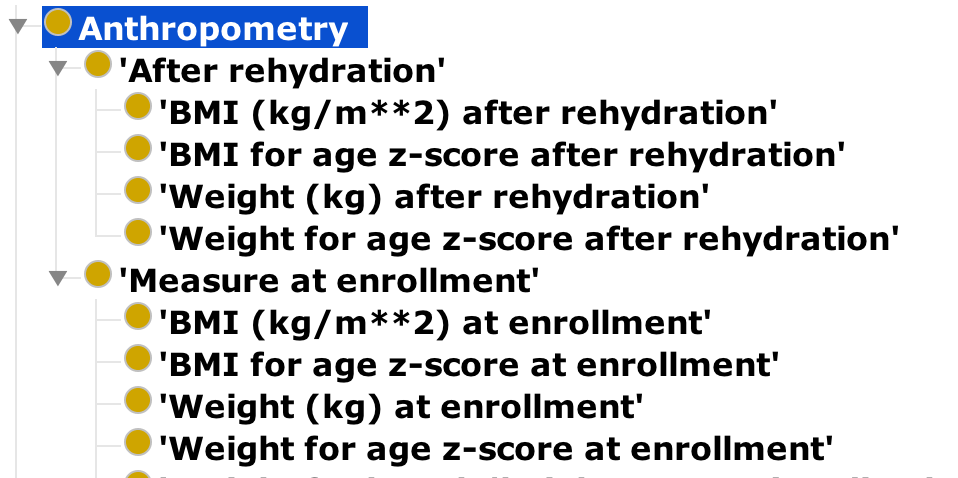 Anthropometry
'After rehydration'
'BMI (kg/m**2) after rehydration'
'BMI for age z-score after rehydration'
'Weight (kg) after rehydration'
'Weight for age z-score after rehydration'
'Measure at enrollment'
'BMI (kg/m**2) at enrollment'
'BMI for age z-score at enrollment'
'Weight (kg) at enrollment'
'Weight for age z-score at enrollment'